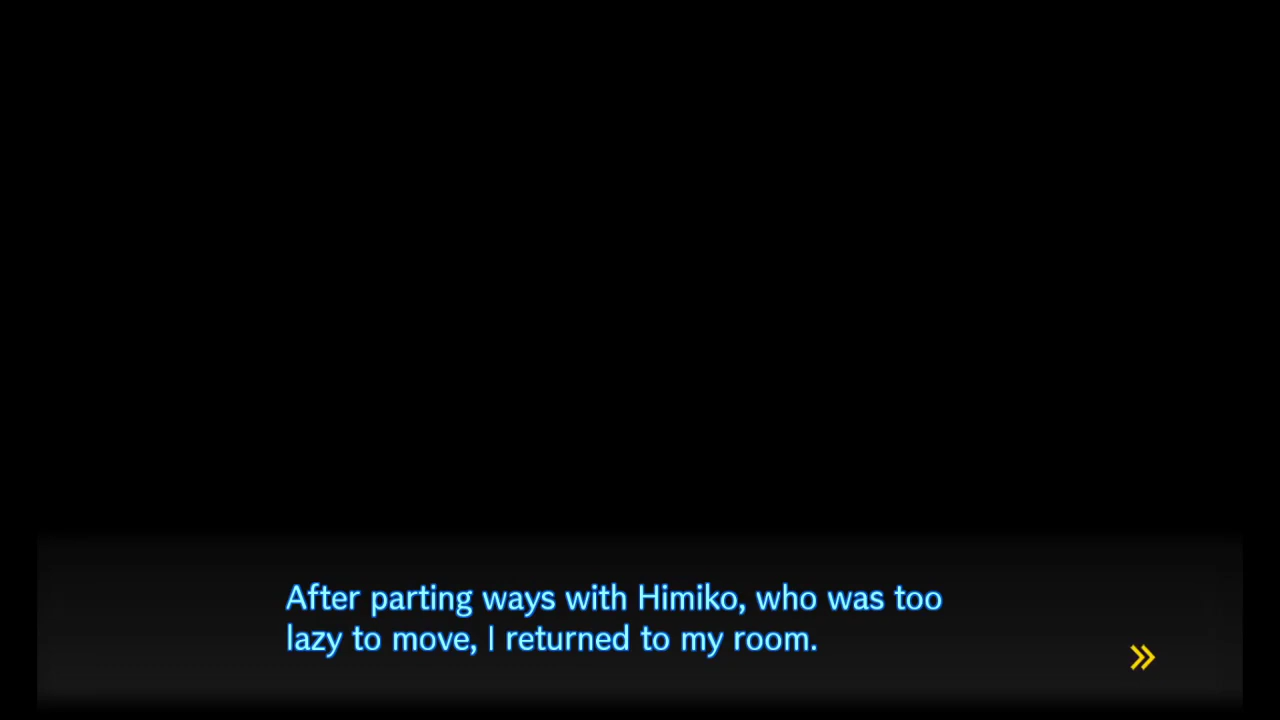 After parting ways with Himiko, who was too
lazy to move, I returned to my room.